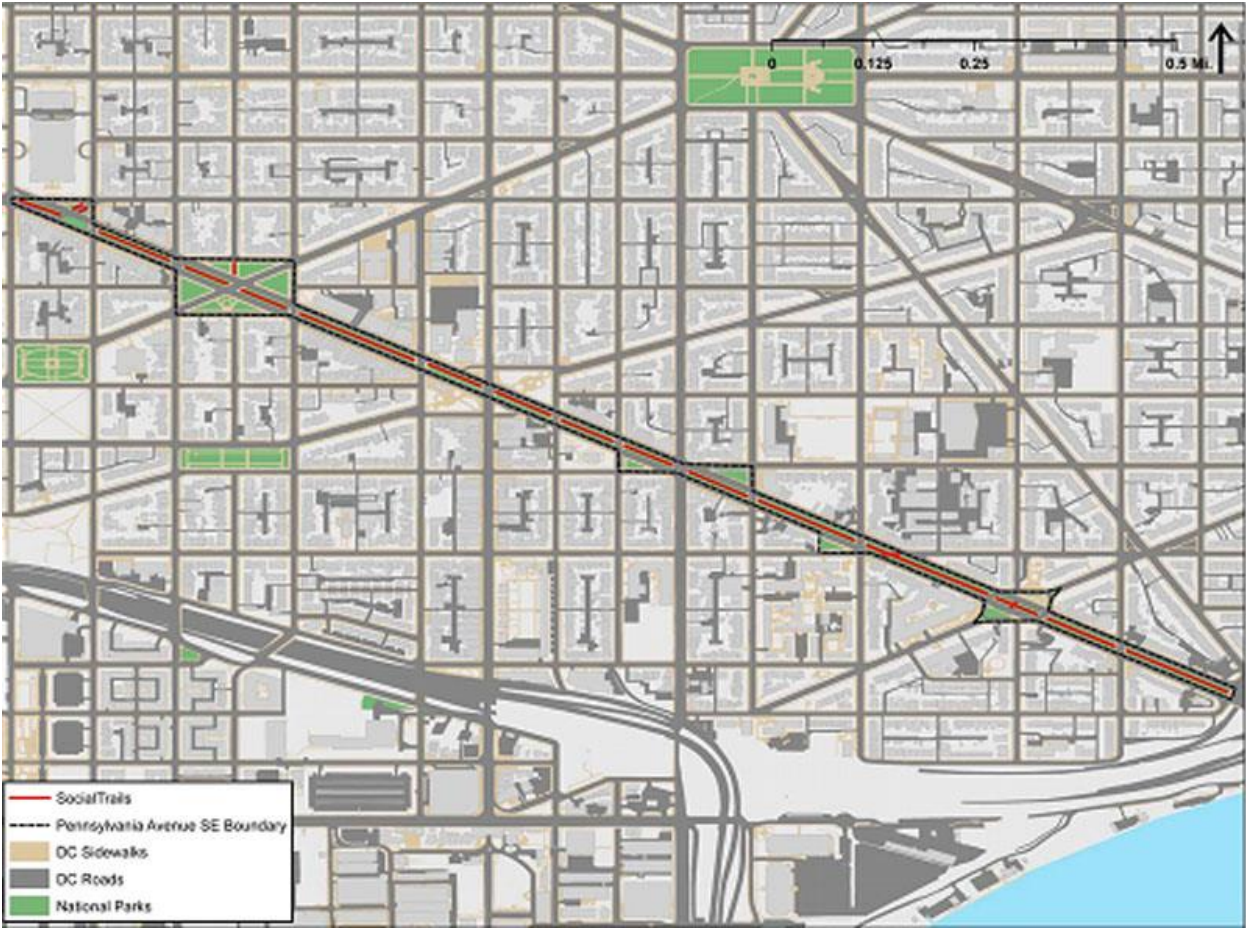 0 0.125 0.25 0.5 Mi.
SocialTrails
Pennsylvania Avenue SE Boundary
DC Sidewalks
DC Roads
National Parks